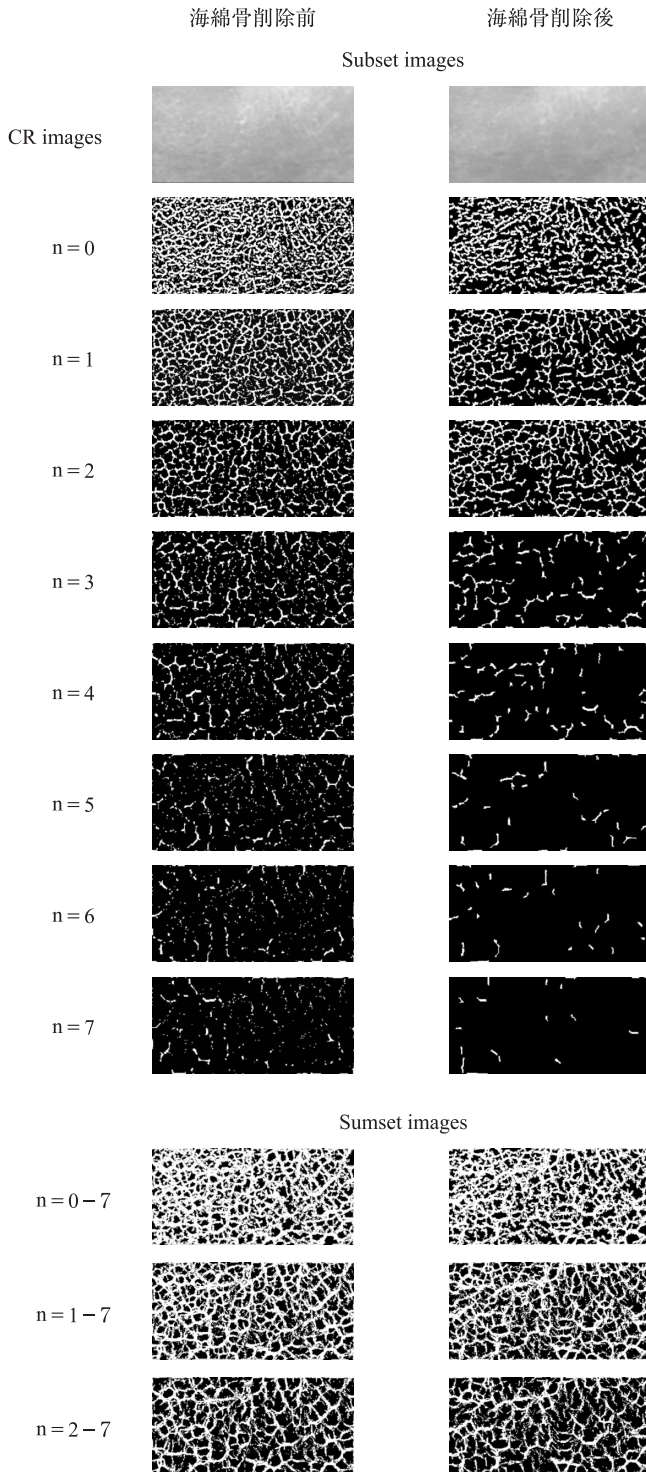 海綿骨削除前 海綿骨削除後
Subset images
CR images
n = 0
n = 1
n = 2
n = 3
n = 4
n = 5
n = 6
n = 7
Sumset images
n = 0 − 7
n = 1 − 7
n = 2 − 7